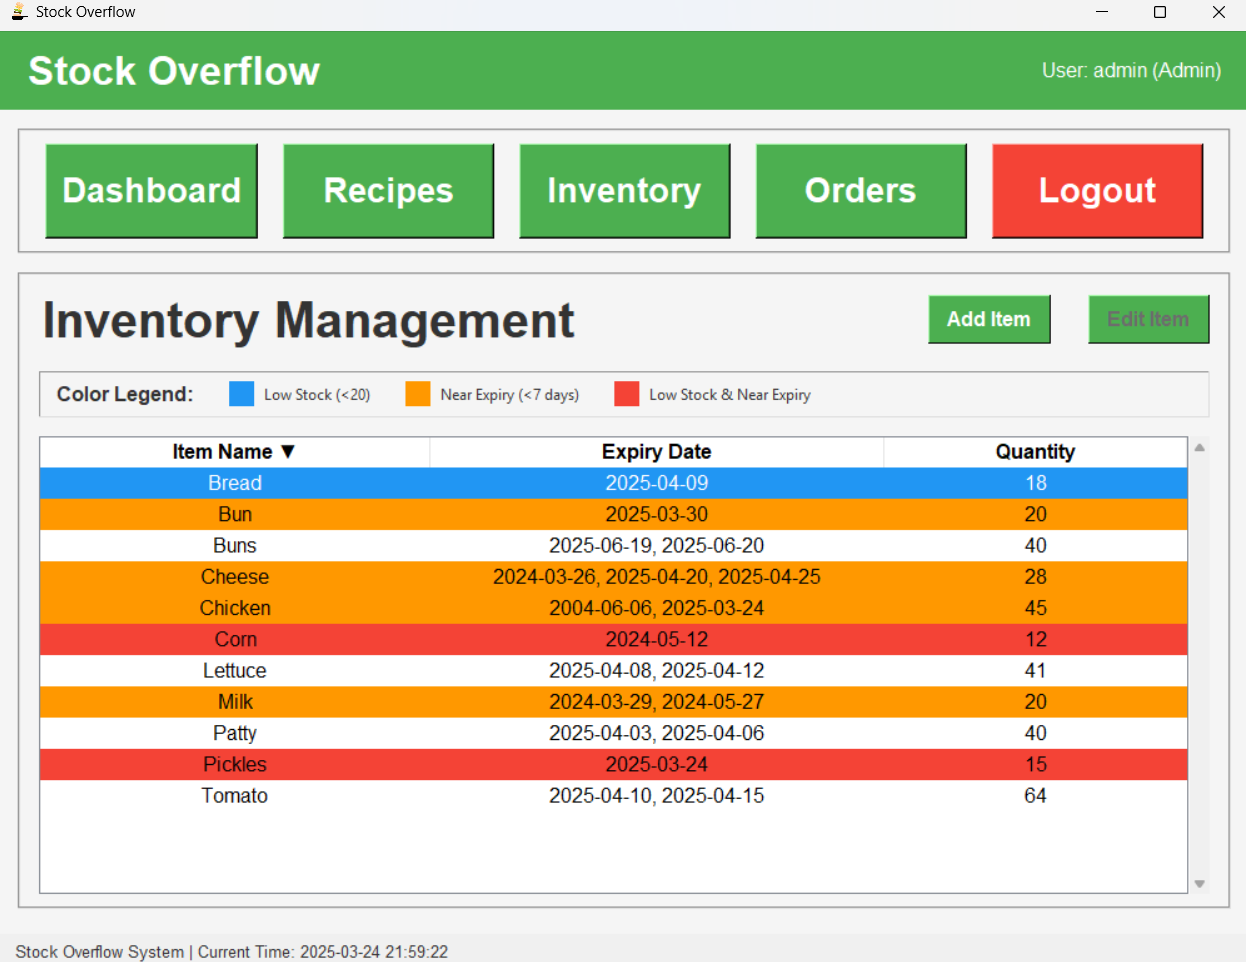 Stock Overflow
Stock Overflow
User: admin (Admin)
Dashboard Recipes Inventory Orders Logout
Inventory Management
Add Item Edit Item
Color Legend: Low Stock (<20) Near Expiry (<7 days) Low Stock & Near Expiry
Item Name ▼ Expiry Date Quantity
Bread 2025-04-09 18
Bun 2025-03-30 20
Buns 2025-06-19, 2025-06-20 40
Cheese 2024-03-26, 2025-04-20, 2025-04-25 28
Chicken 2004-06-06, 2025-03-24 45
Corn 2024-05-12 12
Lettuce 2025-04-08, 2025-04-12 41
Milk 2024-03-29, 2024-05-27 20
Patty 2025-04-03, 2025-04-06 40
Pickles 2025-03-24 15
Tomato 2025-04-10, 2025-04-15 64
Stock Overflow System | Current Time: 2025-03-24 21:59:22